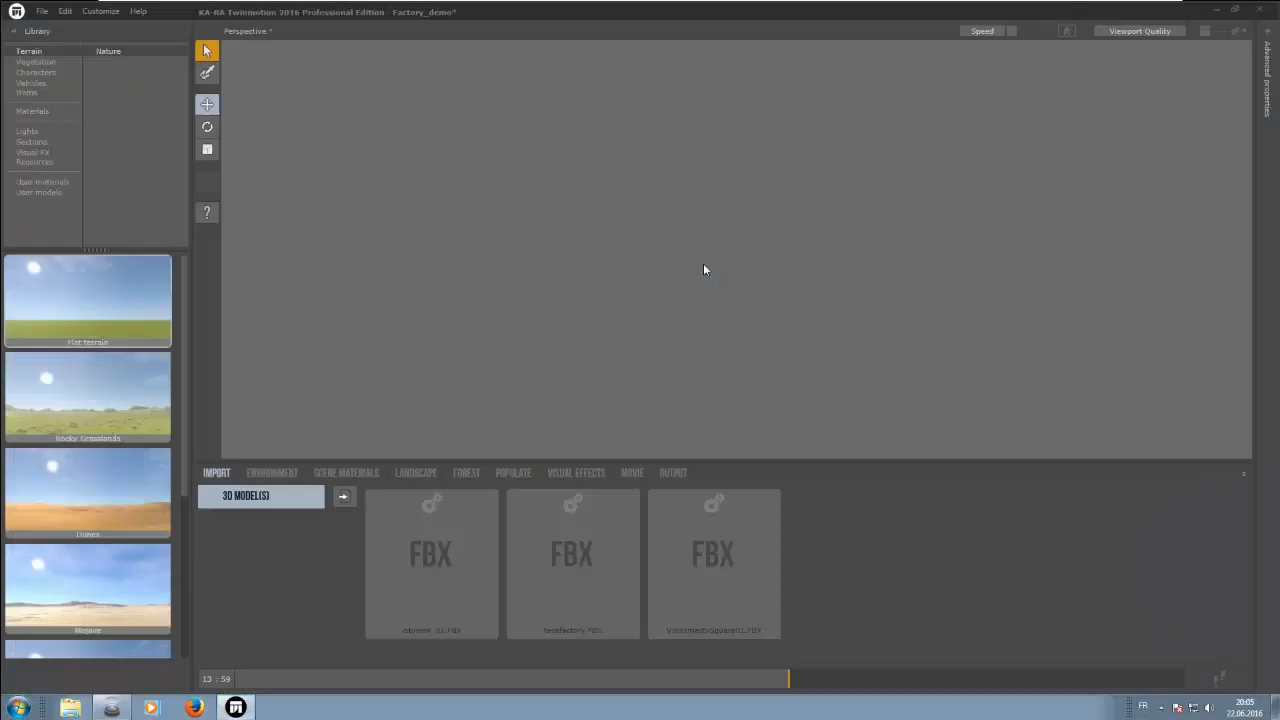 File Edit Customize Help
KA-RA Twinmotion 2016 Professional Edition - Factory_demo*
Library
Perspective *
Speed
Viewport Quality
Advanced properties
Terrain
Nature
Vegetation
Characters
Vehicles
Items
Materials
Lights
Sections
Visual FX
Resources
User materials
User models
?
Flat terrain
Rocky Grasslands
Dunes
Mojave
IMPORT ENVIRONMENT SCENE MATERIALS LANDSCAPE FOREST POPULATE VISUAL EFFECTS MOVIE OUTPUT
3D MODEL(S)
FBX
FBX
FBX
13 : 59
FR
20:05
22.06.2016